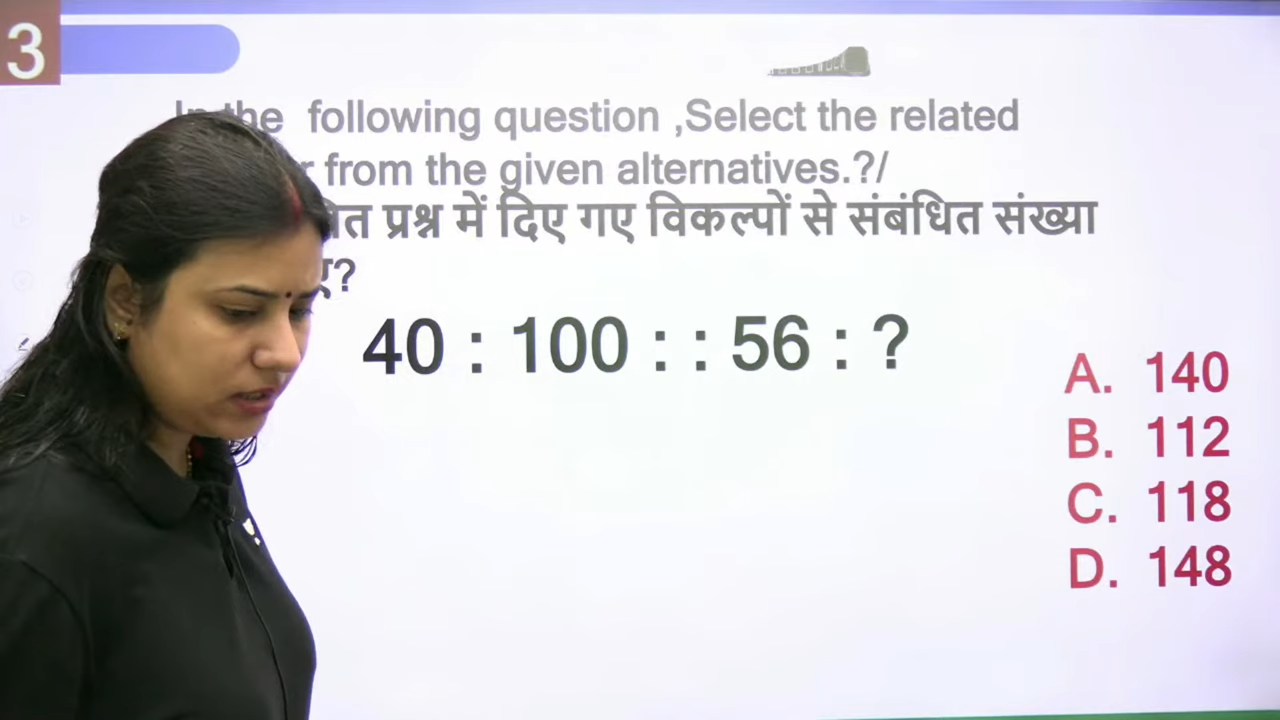 3
In the following question ,Select the related
from the given alternatives.?/
प्रश्न में दिए गए विकल्पों से संबंधित संख्या
?
40 : 100 : : 56 : ?
A. 140
B. 112
C. 118
D. 148